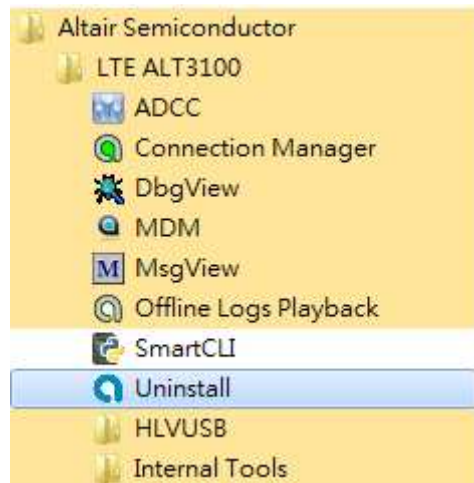 Altair Semiconductor
LTE ALT3100
ADCC
Connection Manager
DbgView
MDM
M MsgView
Offline Logs Playback
SmartCLI
Uninstall
HLVUSB
Internal Tools